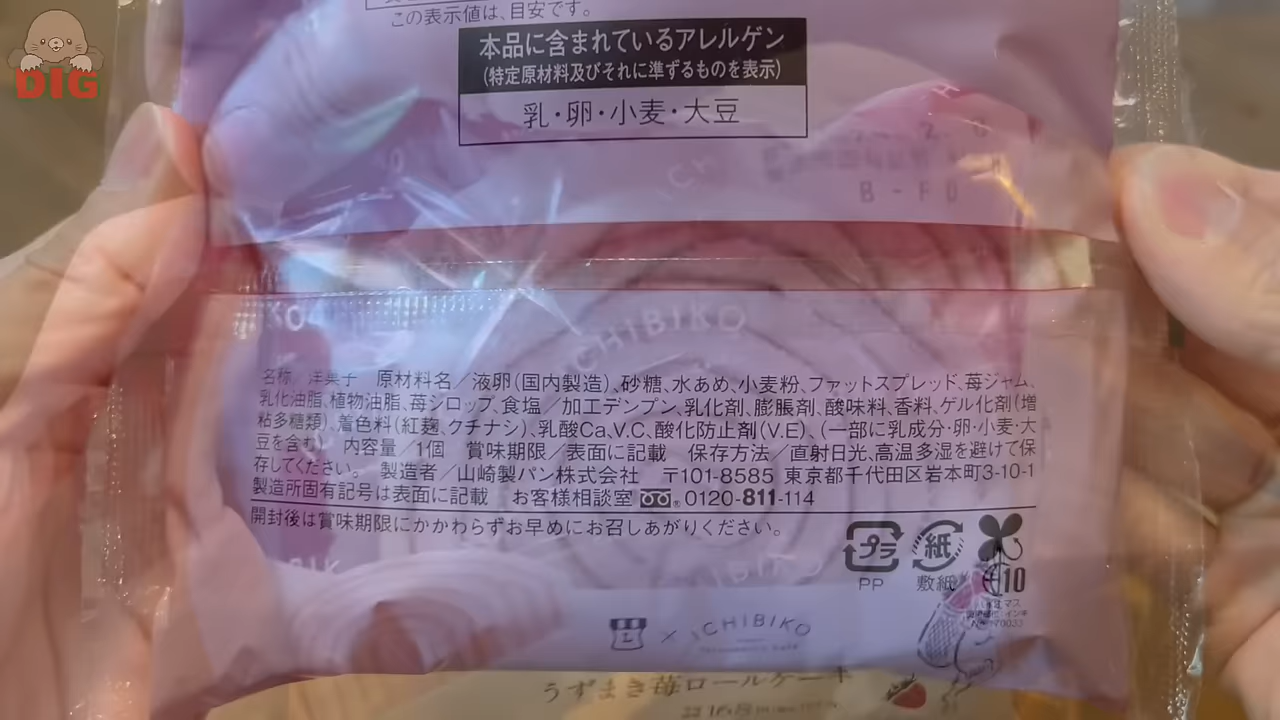 DIG
この表示値は、目安です。
本品に含まれているアレルゲン
(特定原材料及びそれに準ずるものを表示)
乳・卵・小麦・大豆
ICH
B-F0
ICHIBIKO
名称／洋菓子 原材料名／液卵(国内製造)、砂糖、水あめ、小麦粉、ファットスプレッド、苺ジャム、
乳化油脂、植物油脂、苺シロップ、食塩／加工デンプン、乳化剤、膨脹剤、酸味料、香料、ゲル化剤(増
粘多糖類)、着色料(紅麹、クチナシ)、乳酸Ca、V.C、酸化防止剤(V.E)、(一部に乳成分・卵・小麦・大
豆を含む) 内容量／1個 賞味期限／表面に記載 保存方法／直射日光、高温多湿を避けて保
存してください。 製造者／山崎製パン株式会社 〒101-8585 東京都千代田区岩本町3-10-1
製造所固有記号は表面に記載 お客様相談室 0120-811-114
開封後は賞味期限にかかわらずお早めにお召しあがりください。
プラ 紙
PP 敷紙 10
IBIKO
× ICHIBIKO
うずまき苺ロールケーキ